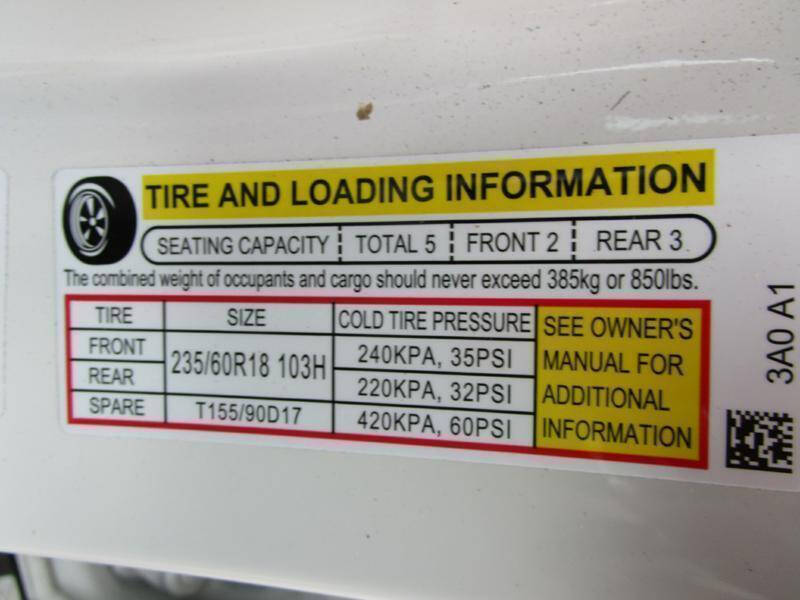 TIRE AND LOADING INFORMATION
SEATING CAPACITY TOTAL 5 FRONT 2 REAR 3
The combined weight of occupants and cargo should never exceed 385kg or 850lbs.
TIRE SIZE COLD TIRE PRESSURE
FRONT 235/60R18 103H 240KPA, 35PSI
REAR 220KPA, 32PSI
SPARE T155/90D17 420KPA, 60PSI
SEE OWNER'S
MANUAL FOR
ADDITIONAL
INFORMATION
3A0 A1